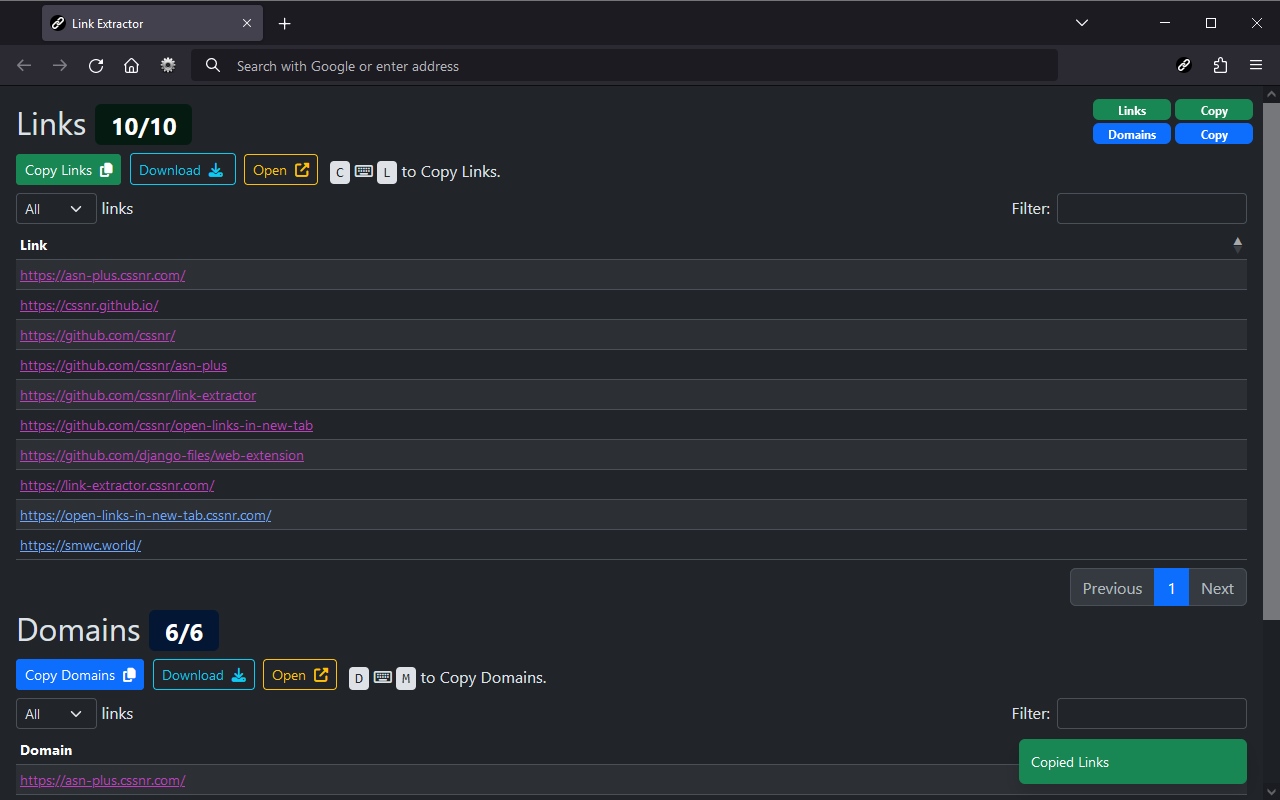 Link Extractor
Search with Google or enter address
Links 10/10
Links Copy
Domains Copy
Copy Links Download Open C L to Copy Links.
All links Filter:
Link
https://asn-plus.cssnr.com/
https://cssnr.github.io/
https://github.com/cssnr/
https://github.com/cssnr/asn-plus
https://github.com/cssnr/link-extractor
https://github.com/cssnr/open-links-in-new-tab
https://github.com/django-files/web-extension
https://link-extractor.cssnr.com/
https://open-links-in-new-tab.cssnr.com/
https://smwc.world/
Previous 1 Next
Domains 6/6
Copy Domains Download Open D M to Copy Domains.
All links Filter:
Domain
https://asn-plus.cssnr.com/
Copied Links